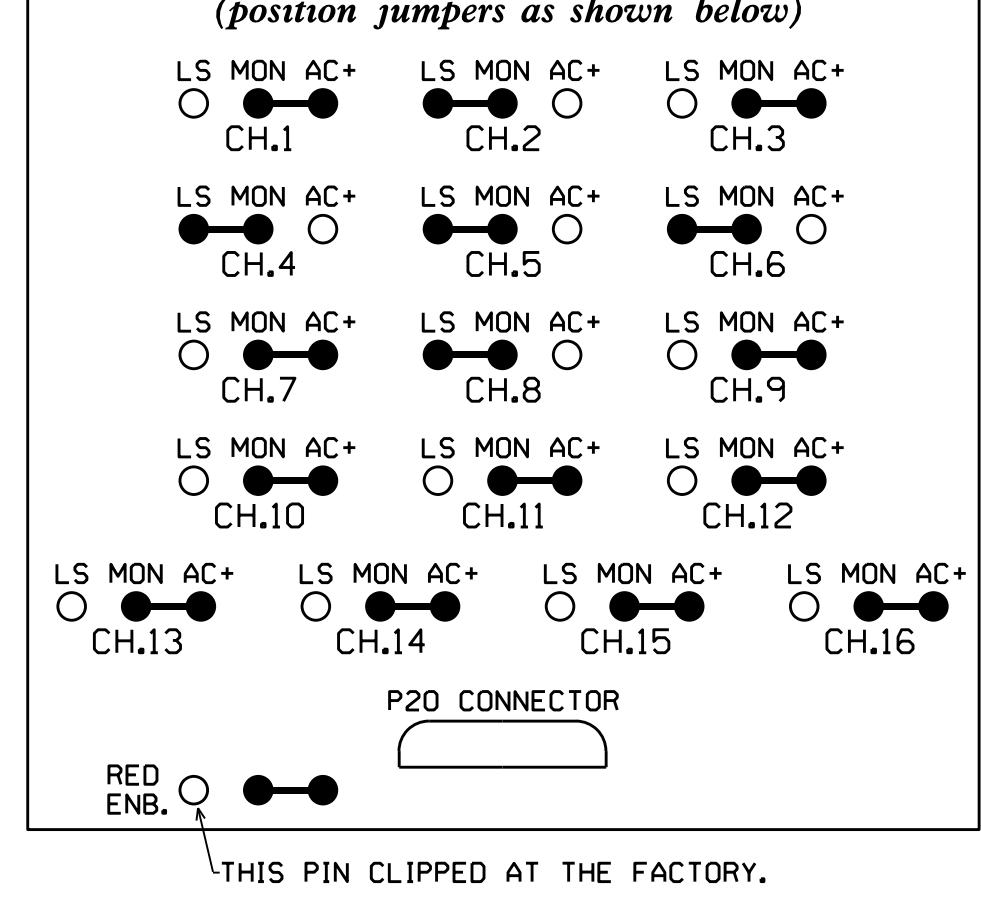 (position jumpers as shown below)
LS MON AC+ LS MON AC+ LS MON AC+
CH.1 CH.2 CH.3
LS MON AC+ LS MON AC+ LS MON AC+
CH.4 CH.5 CH.6
LS MON AC+ LS MON AC+ LS MON AC+
CH.7 CH.8 CH.9
LS MON AC+ LS MON AC+ LS MON AC+
CH.10 CH.11 CH.12
LS MON AC+ LS MON AC+ LS MON AC+ LS MON AC+
CH.13 CH.14 CH.15 CH.16
P20 CONNECTOR
RED
ENB.
THIS PIN CLIPPED AT THE FACTORY.